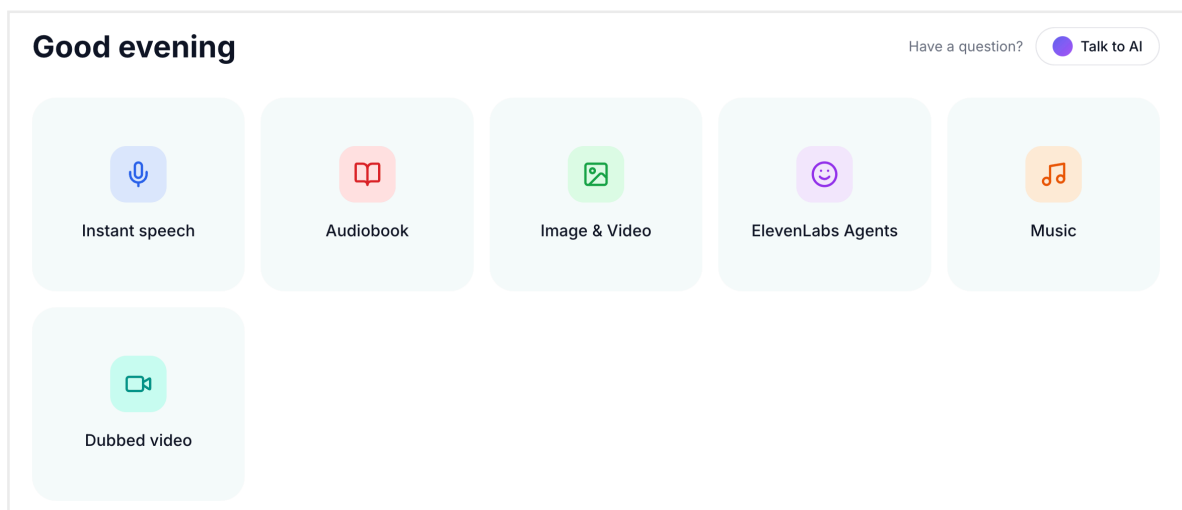 Good evening
Have a question? Talk to AI
Instant speech
Audiobook
Image & Video
ElevenLabs Agents
Music
Dubbed video